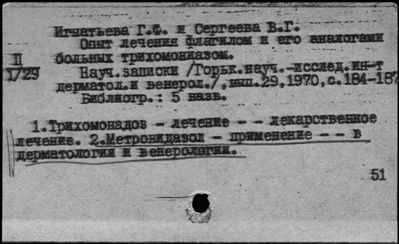 Игнатьева Г.Ф. и Сергеева В.Г.
Опыт лечения флагилом и его аналогами
больных трихомониазом.
II
1/29
Науч.записки /Горьк.науч.-исслед.ин-т
дерматол.и венерол./,вып.29,1970,с.184-187
Библиогр.: 5 назв.
1.Трихомонадоз - лечение - - лекарственное
лечение. 2.Метронидазол - применение - - в
дерматологии и венерологии.
51